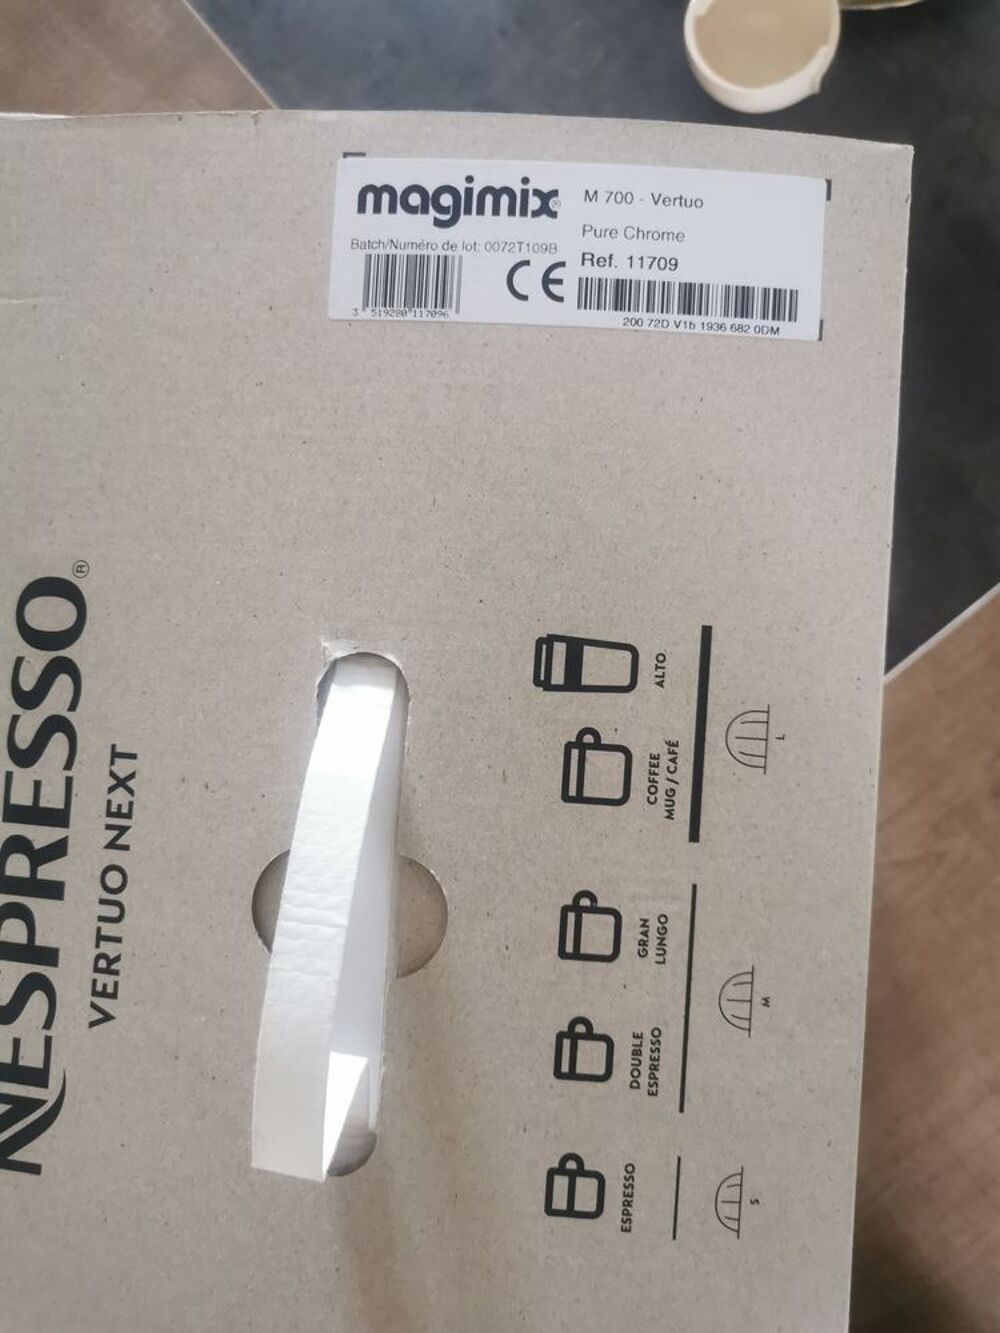 magimix®
M 700 - Vertuo
Pure Chrome
Batch/Numéro de lot: 0072T109B
Ref. 11709
CE
3 519280 117096
200 72D V1b 1936 682 0DM
NESPRESSO®
VERTUO NEXT
ALTO
COFFEE
MUG / CAFÉ
L
GRAN
LUNGO
DOUBLE
ESPRESSO
M
ESPRESSO
S